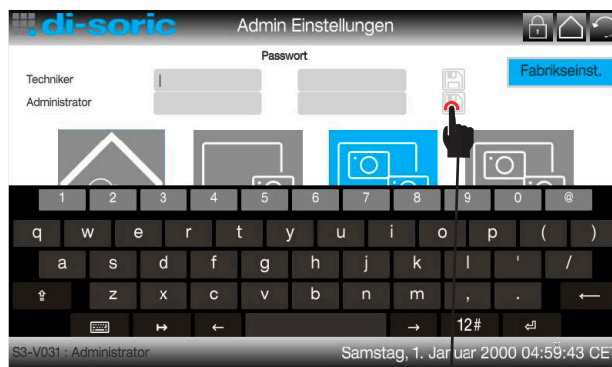 di-soric Admin Einstellungen
Passwort
Fabrikseinst.
Techniker
Administrator
1 2 3 4 5 6 7 8 9 0 @
q w e r t y u i o p ( )
a s d f g h j k l ' /
z x c v b n m , .
12#
S3-V031 : Administrator Samstag, 1. Januar 2000 04:59:43 CET